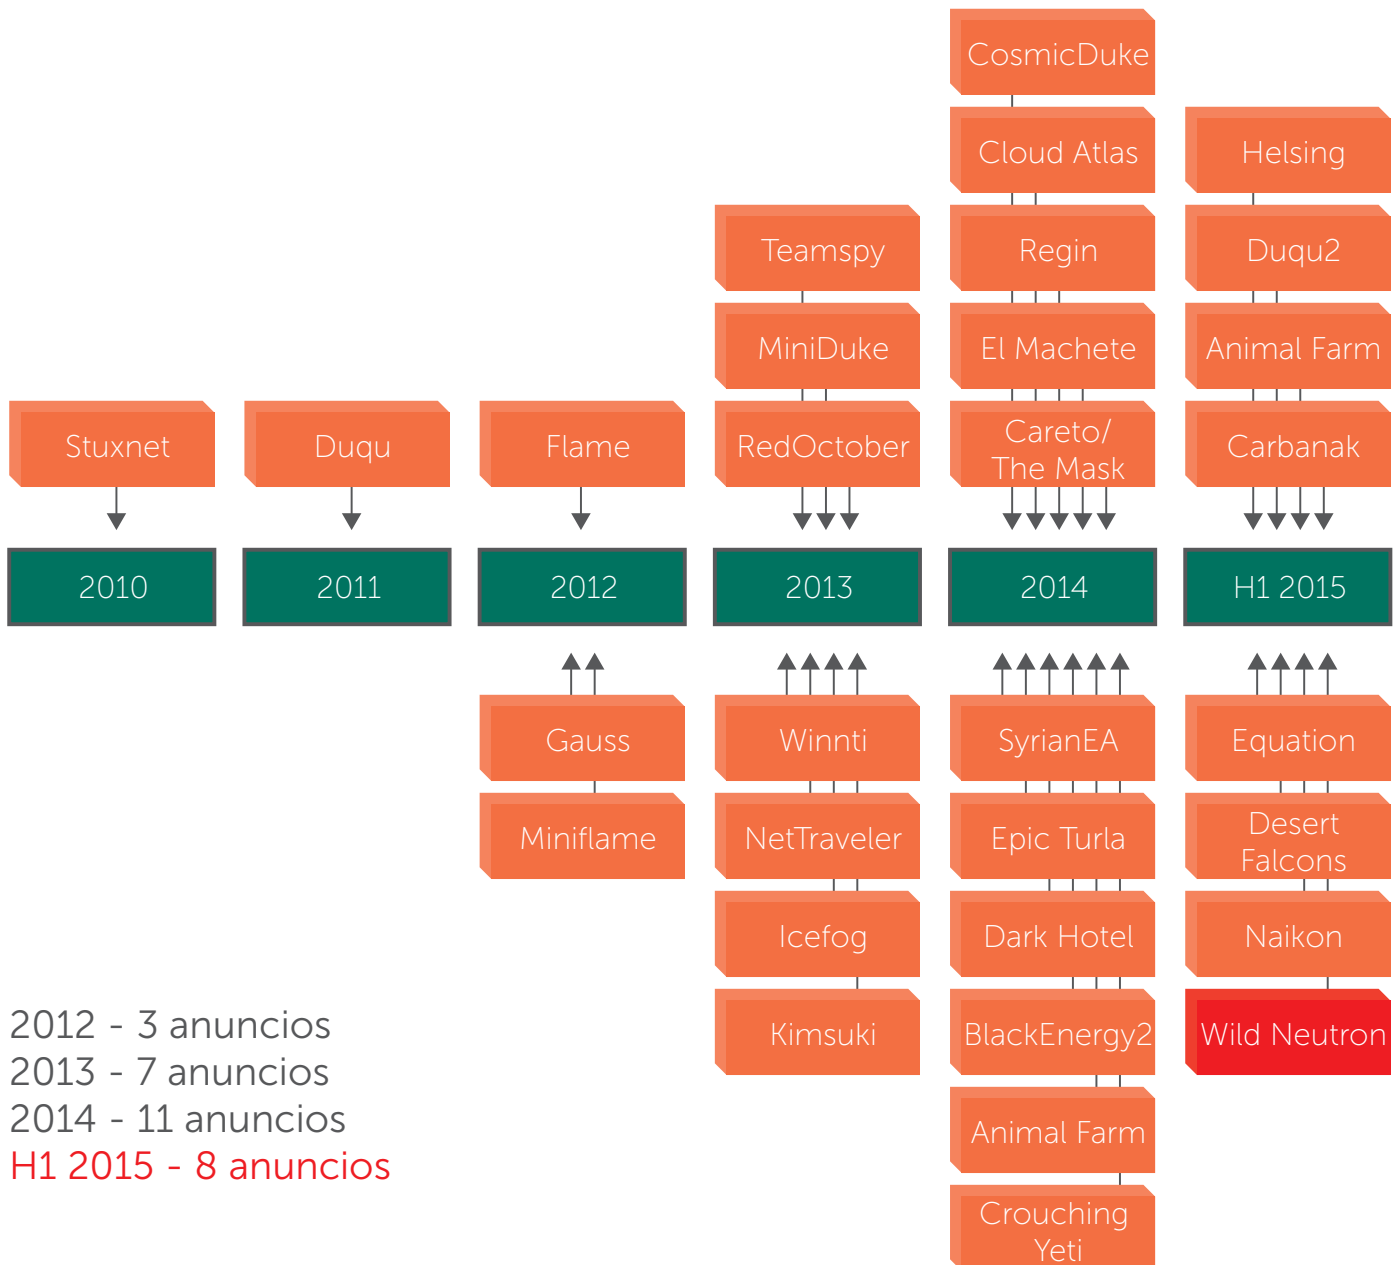 CosmicDuke
Cloud Atlas
Helsing
Teamspy
Regin
Duqu2
MiniDuke
El Machete
Animal Farm
Stuxnet
Duqu
Flame
RedOctober
Careto/
The Mask
Carbanak
2010
2011
2012
2013
2014
H1 2015
Gauss
Winnti
SyrianEA
Equation
Miniflame
NetTraveler
Epic Turla
Desert
Falcons
Icefog
Dark Hotel
Naikon
Kimsuki
BlackEnergy2
Wild Neutron
Animal Farm
Crouching
Yeti
2012 - 3 anuncios
2013 - 7 anuncios
2014 - 11 anuncios
H1 2015 - 8 anuncios